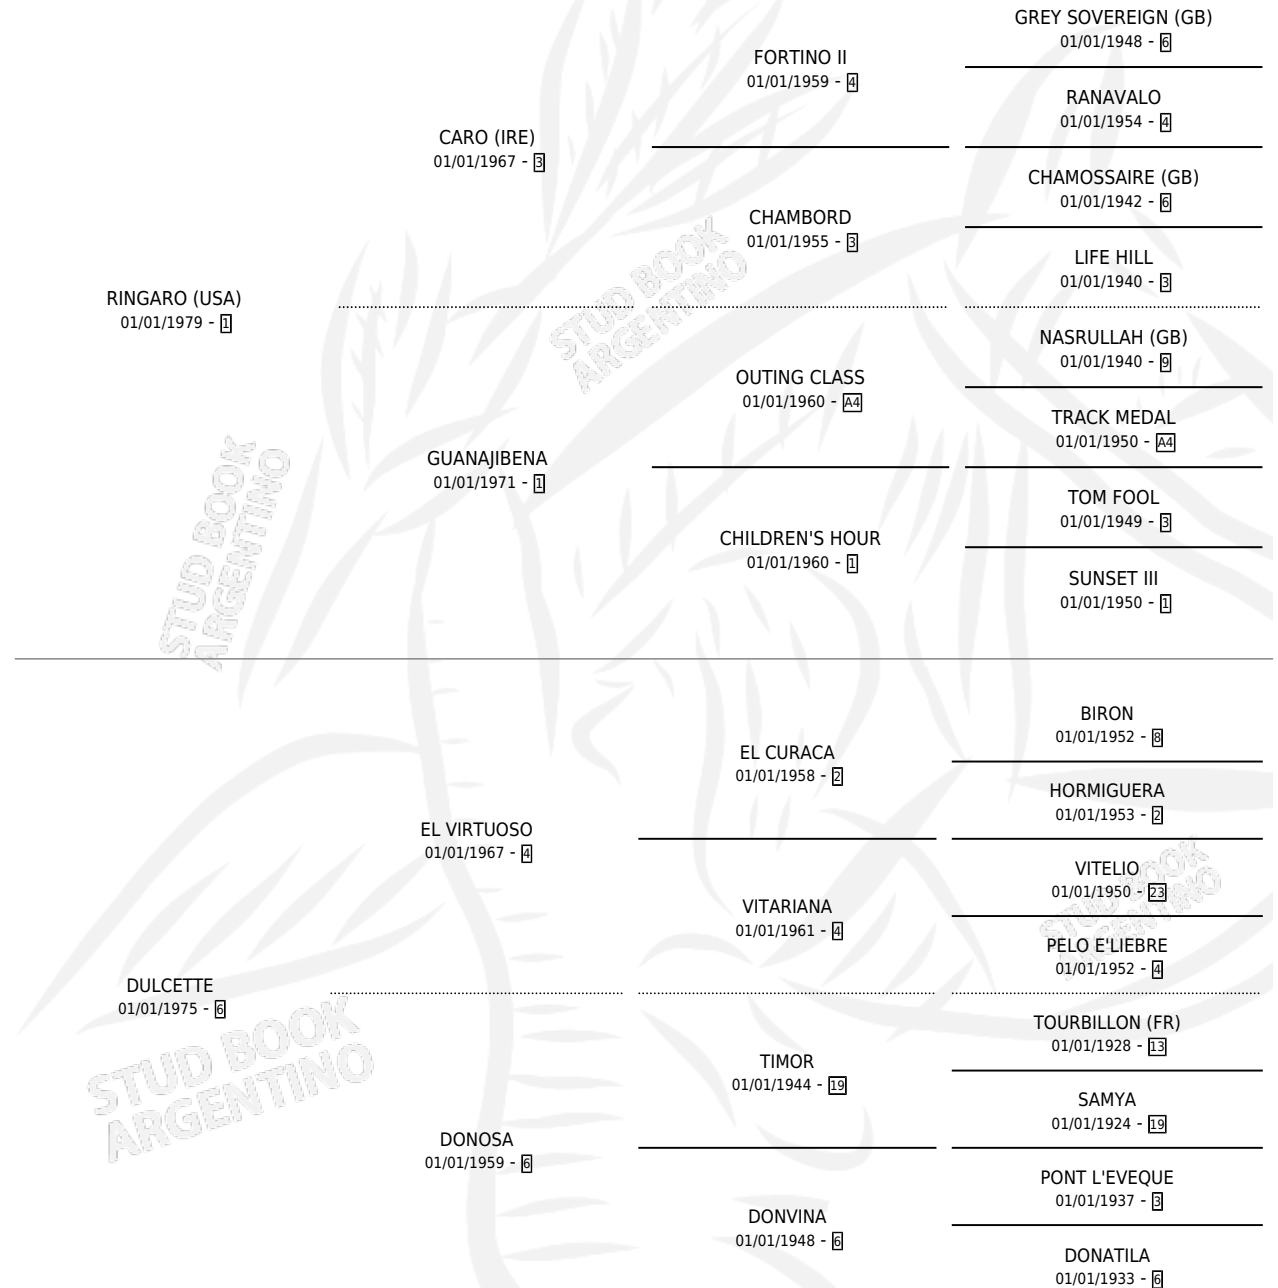 GREY SOVEREIGN (GB)
01/01/1948 - 6
FORTINO II
01/01/1959 - 4
RANAVALO
01/01/1954 - 4
CARO (IRE)
01/01/1967 - 3
CHAMOSSAIRE (GB)
01/01/1942 - 6
CHAMBORD
01/01/1955 - 3
LIFE HILL
01/01/1940 - 3
RINGARO (USA)
01/01/1979 - 1
STUD BOOK
ARGENTINO
NASRULLAH (GB)
01/01/1940 - 9
OUTING CLASS
01/01/1960 - A4
TRACK MEDAL
01/01/1950 - A4
GUANAJIBENA
01/01/1971 - 1
TOM FOOL
01/01/1949 - 3
CHILDREN'S HOUR
01/01/1960 - 1
SUNSET III
01/01/1950 - 1
STUD BOOK
ARGENTINO
BIRON
01/01/1952 - 8
EL CURACA
01/01/1958 - 2
HORMIGUERA
01/01/1953 - 2
EL VIRTUOSO
01/01/1967 - 4
VITELIO
01/01/1950 - 23
VITARIANA
01/01/1961 - 4
STUD BOOK
ARGENTINO
PELO E'LIEBRE
01/01/1952 - 4
DULCETTE
01/01/1975 - 6
STUD BOOK
ARGENTINO
TOURBILLON (FR)
01/01/1928 - 13
TIMOR
01/01/1944 - 19
SAMYA
01/01/1924 - 19
DONOSA
01/01/1959 - 6
PONT L'EVEQUE
01/01/1937 - 3
DONVINA
01/01/1948 - 6
DONATILA
01/01/1933 - 6